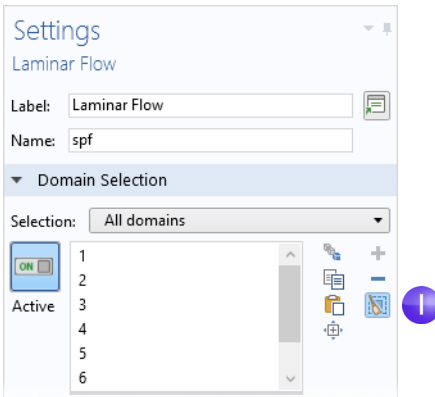 Settings
Laminar Flow
Label: Laminar Flow
Name: spf
Domain Selection
Selection: All domains
ON
Active
1
2
3
4
5
6